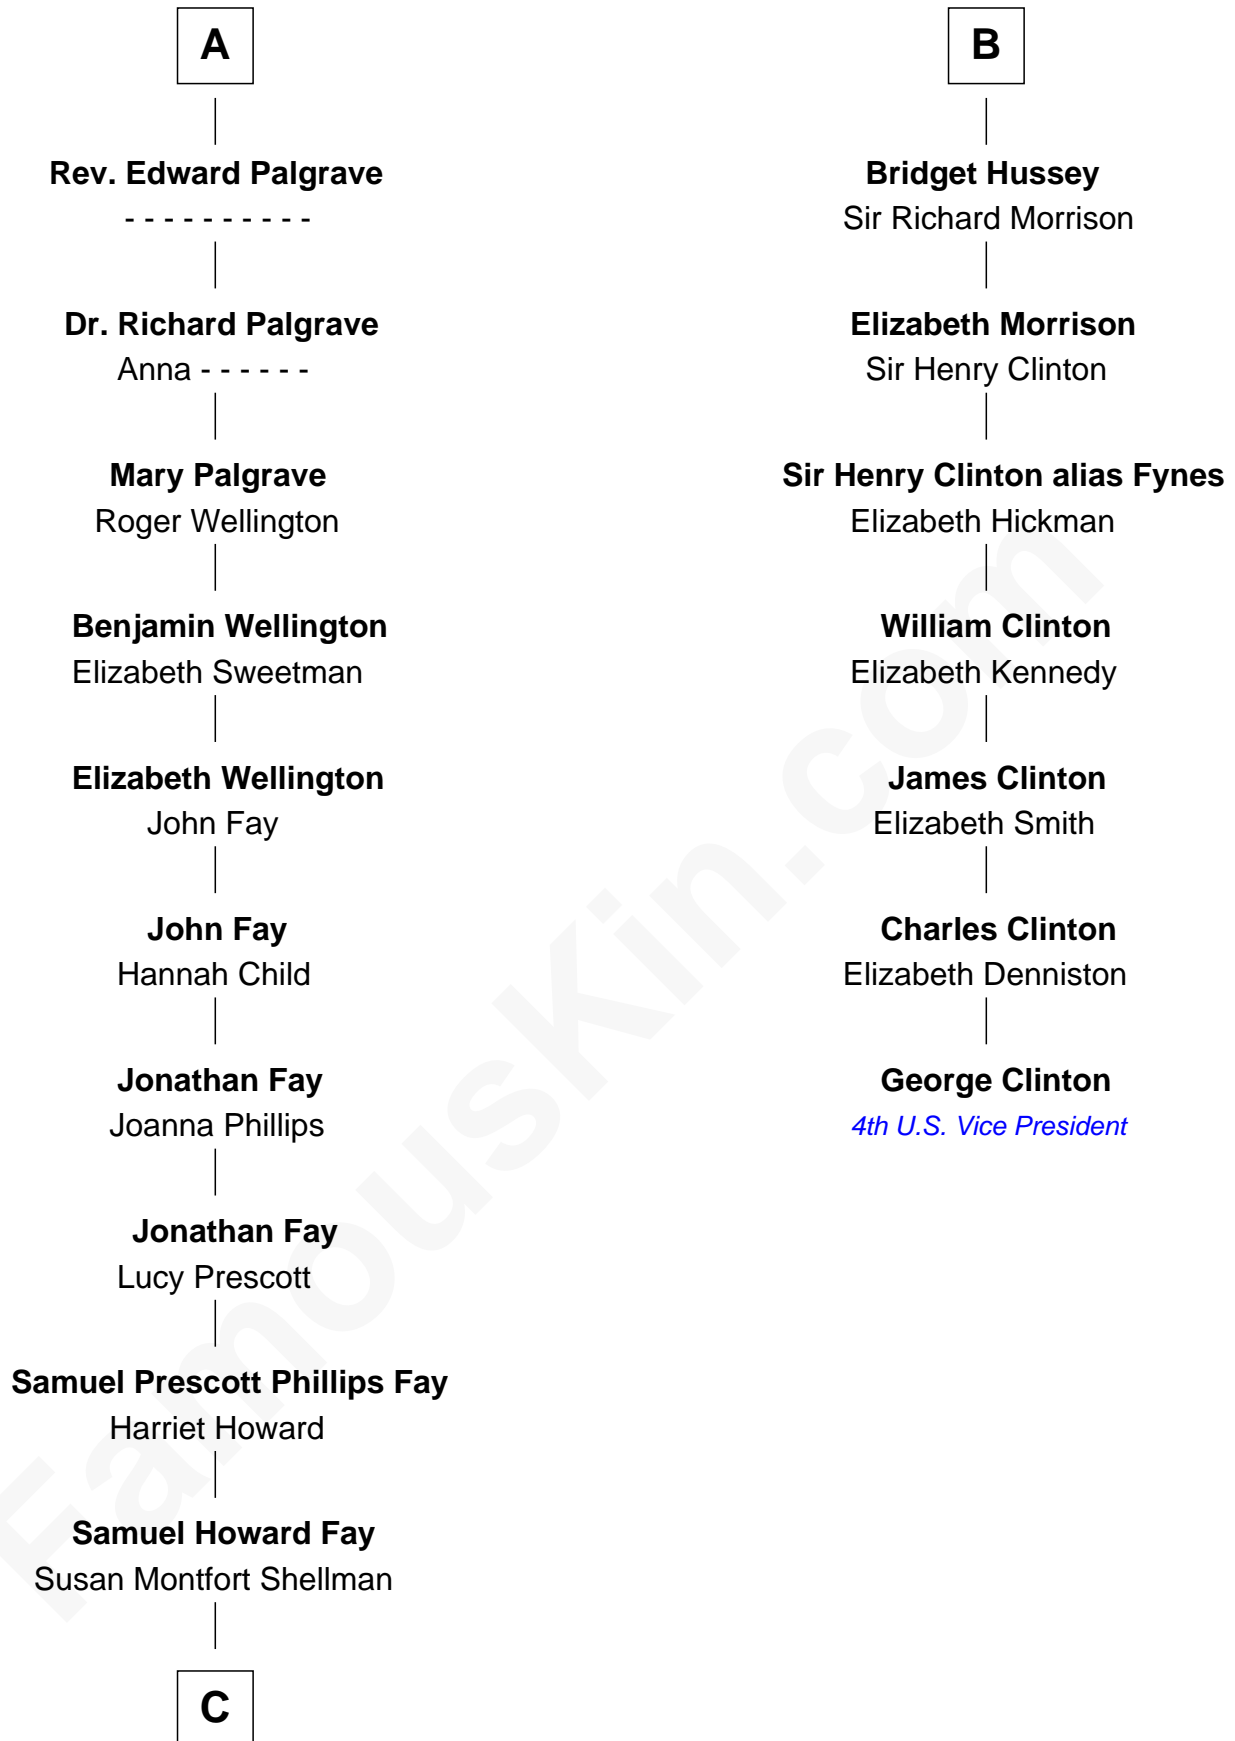 A
Rev. Edward Palgrave
- - - - - - - - - -
Dr. Richard Palgrave
Anna - - - - - -
Mary Palgrave
Roger Wellington
Benjamin Wellington
Elizabeth Sweetman
Elizabeth Wellington
John Fay
John Fay
Hannah Child
Jonathan Fay
Joanna Phillips
Jonathan Fay
Lucy Prescott
Samuel Prescott Phillips Fay
Harriet Howard
Samuel Howard Fay
Susan Montfort Shellman
C
B
Bridget Hussey
Sir Richard Morrison
Elizabeth Morrison
Sir Henry Clinton
Sir Henry Clinton alias Fynes
Elizabeth Hickman
William Clinton
Elizabeth Kennedy
James Clinton
Elizabeth Smith
Charles Clinton
Elizabeth Denniston
George Clinton
4th U.S. Vice President
FamousKin.com